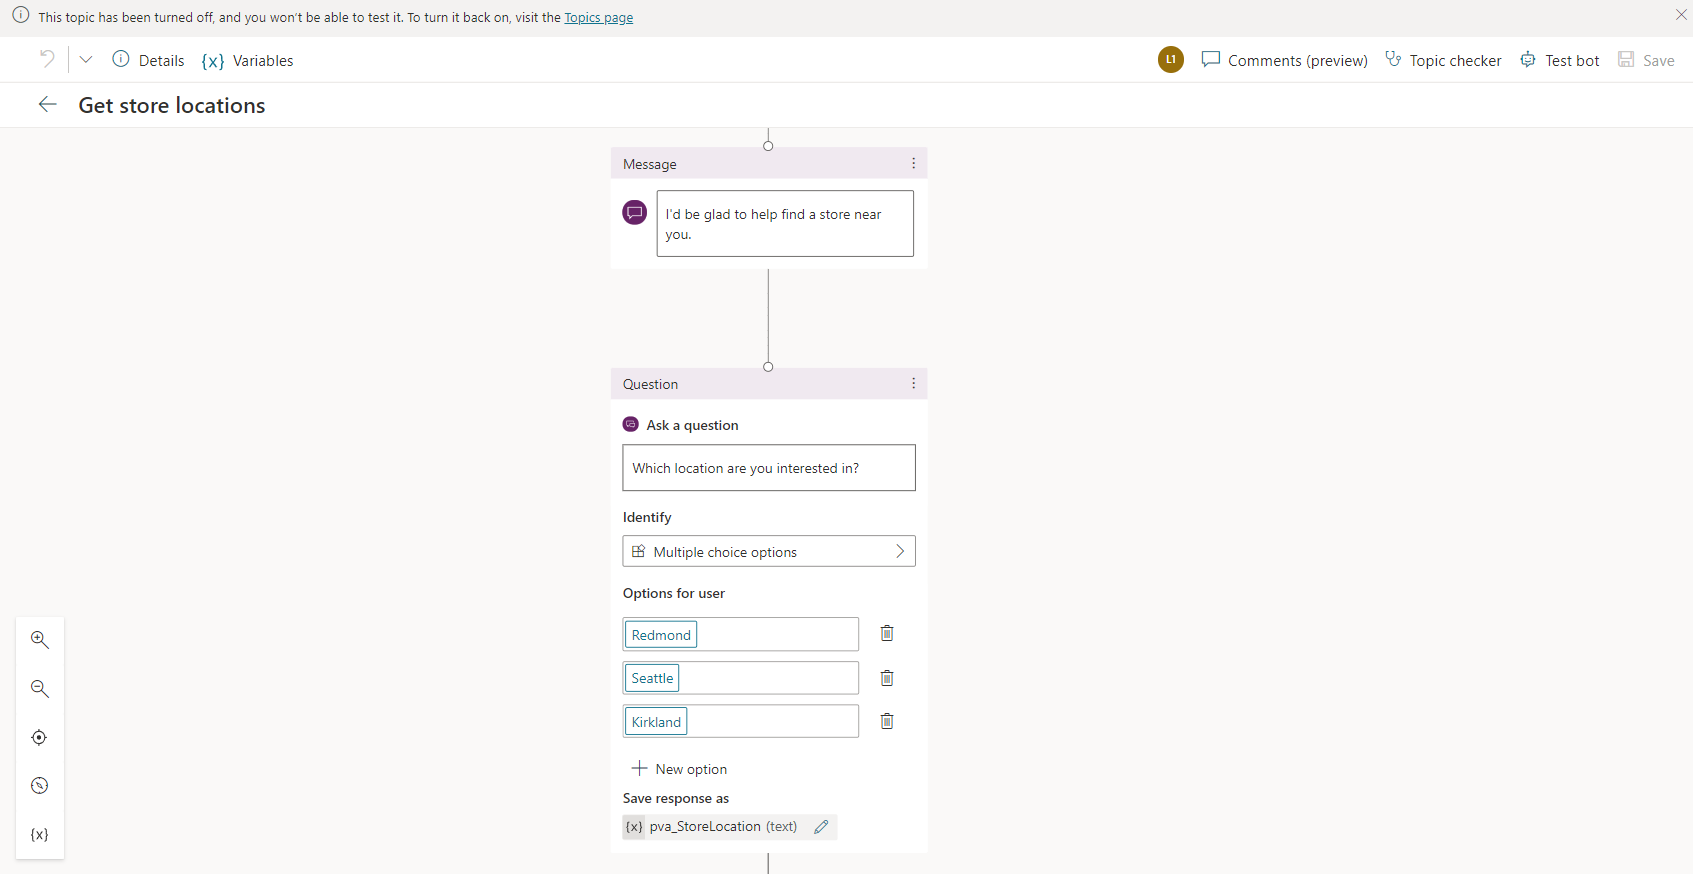 This topic has been turned off, and you won't be able to test it. To turn it back on, visit the Topics page
Details {x} Variables
L1 Comments (preview) Topic checker Test bot Save
Get store locations
Message
I'd be glad to help find a store near
you.
Question
Ask a question
Which location are you interested in?
Identify
Multiple choice options
Options for user
Redmond
Seattle
Kirkland
New option
Save response as
{x} pva_StoreLocation (text)
{x}